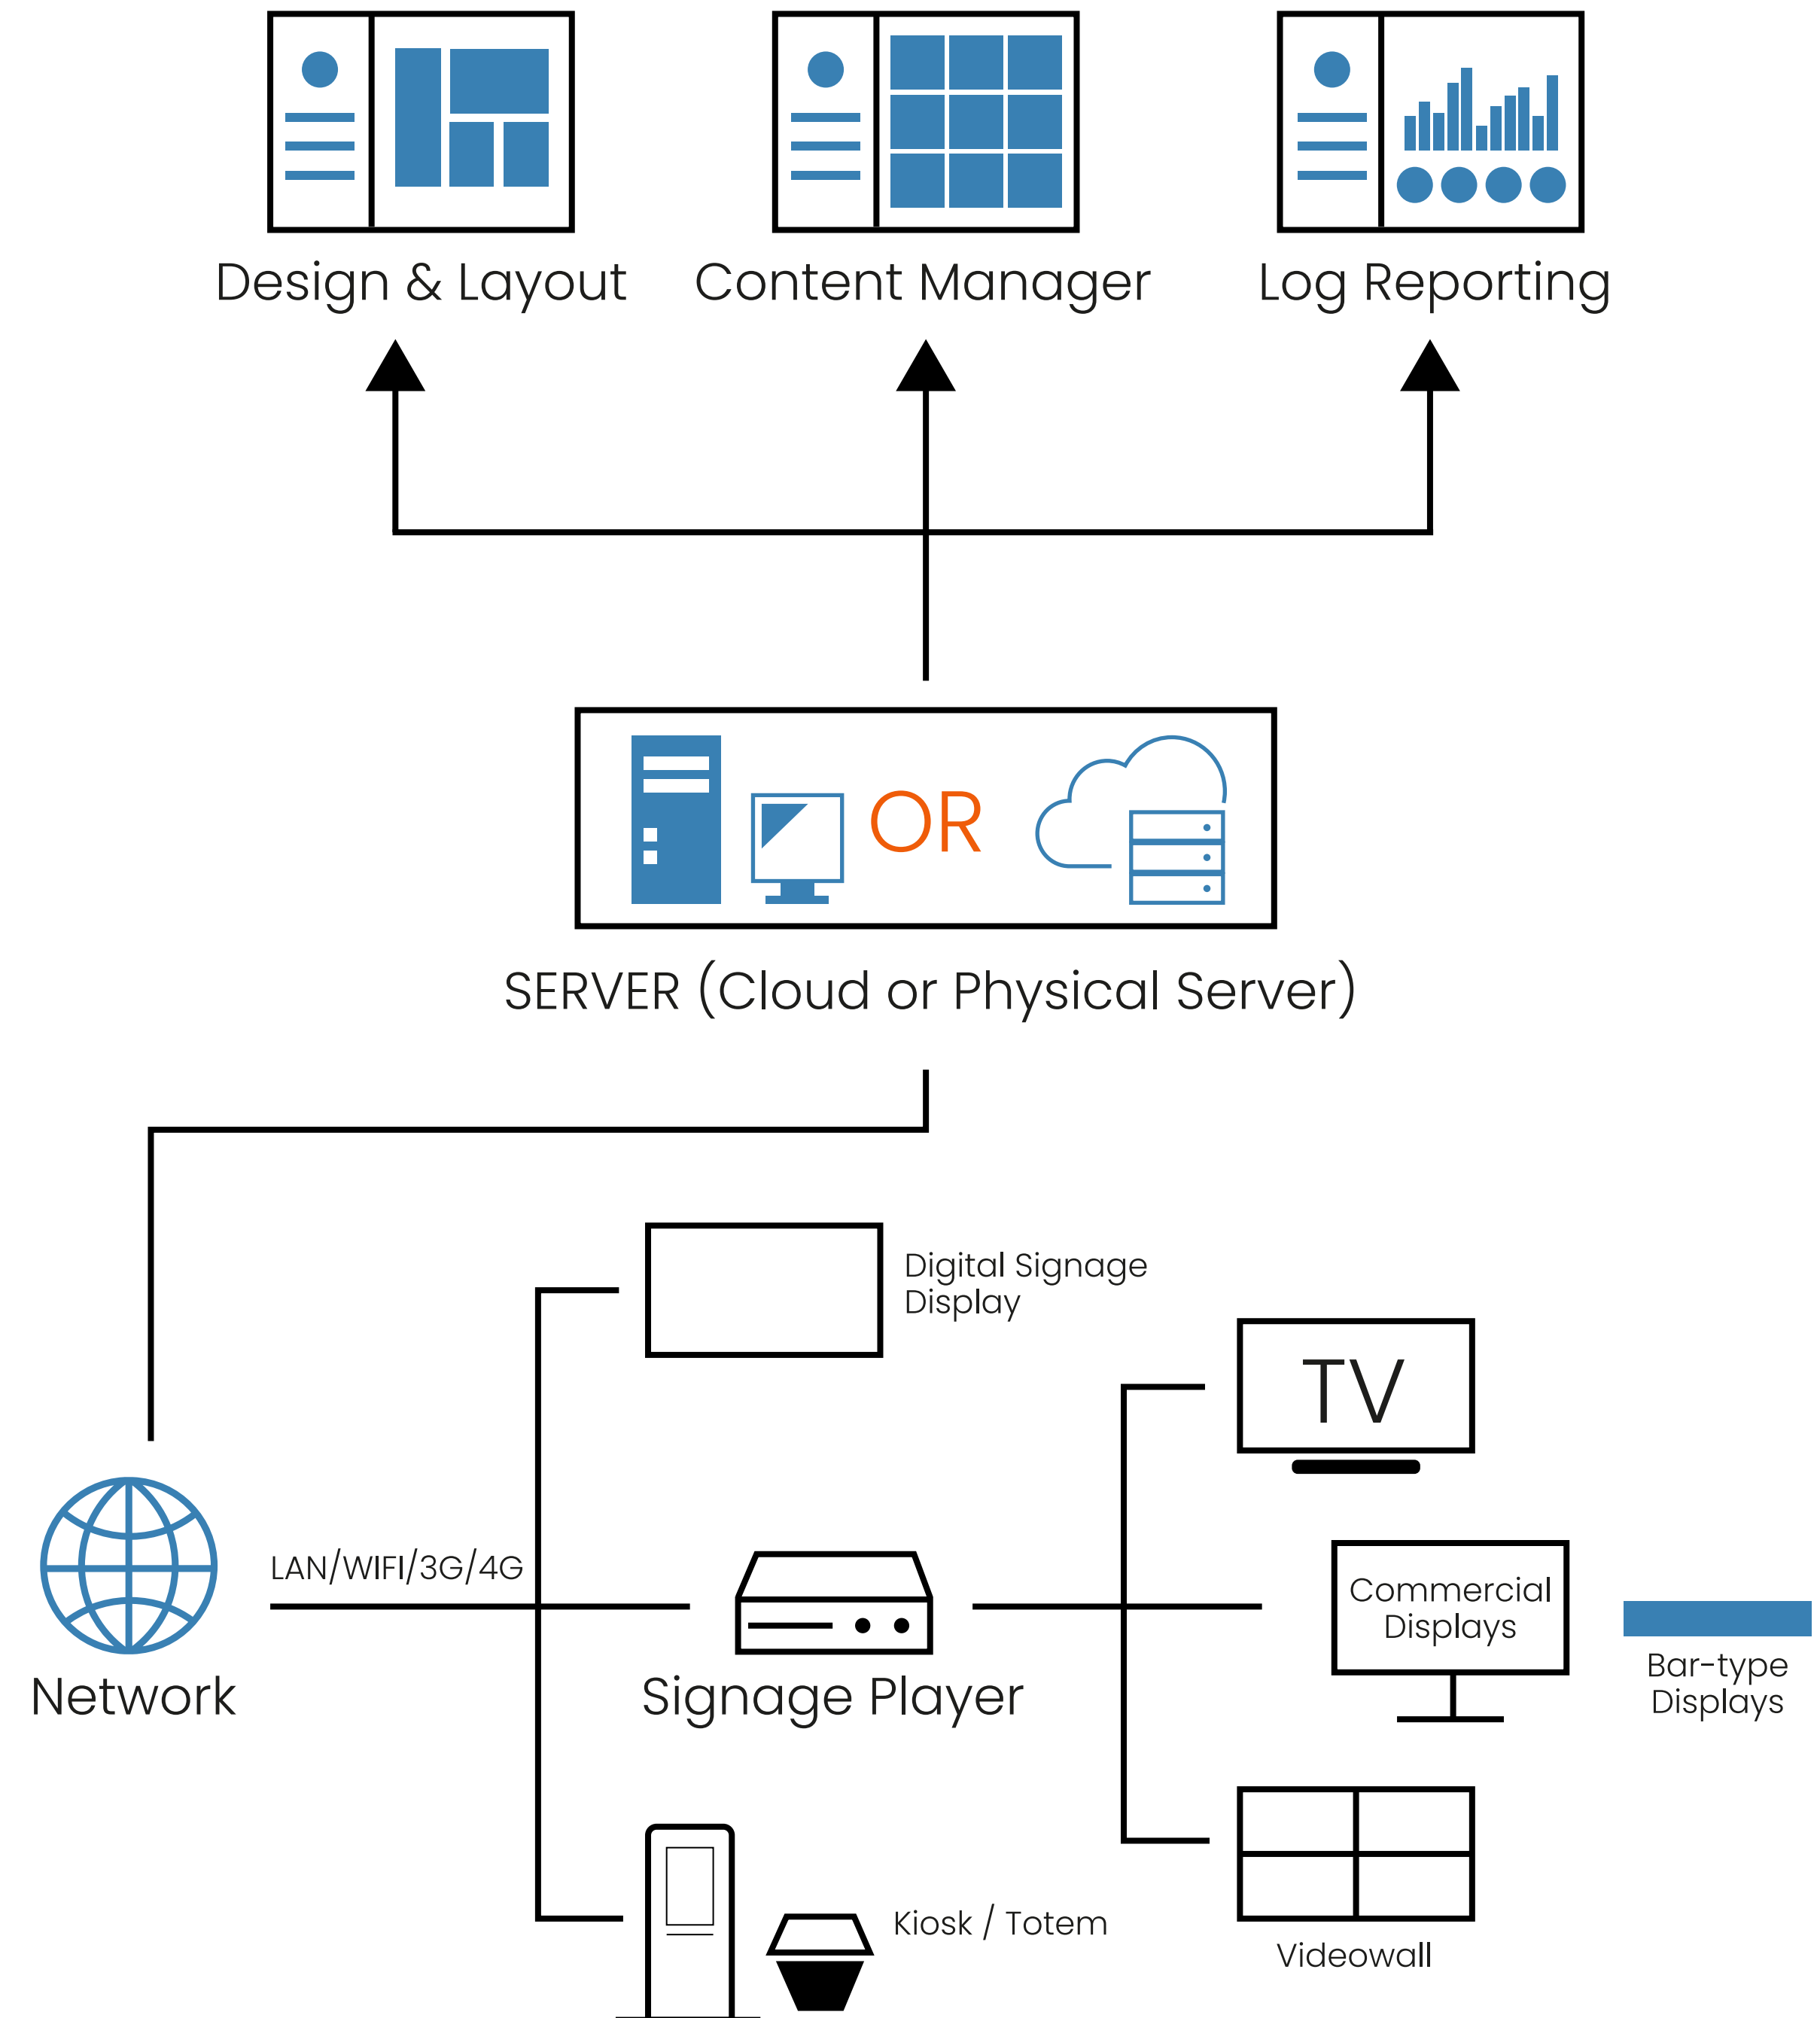 Design & Layout
Content Manager
Log Reporting
OR
SERVER (Cloud or Physical Server)
Digital Signage
Display
TV
LAN/WIFI/3G/4G
Commercial
Displays
Bar-type
Displays
Network
Signage Player
Kiosk / Totem
Videowall